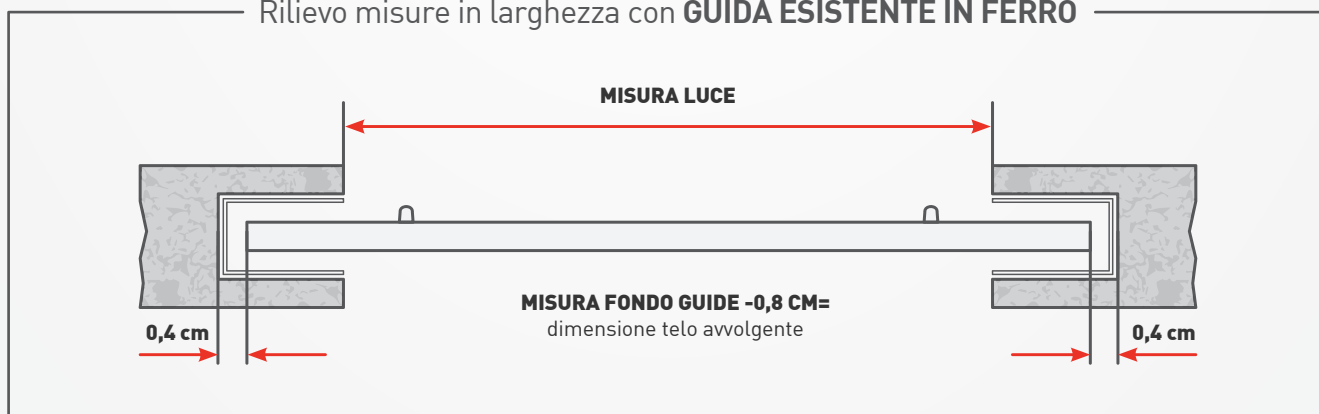 Rilievo misure in larghezza con GUIDA ESISTENTE IN FERRO
MISURA LUCE
MISURA FONDO GUIDE -0,8 CM=
dimensione telo avvolgente
0,4 cm
0,4 cm